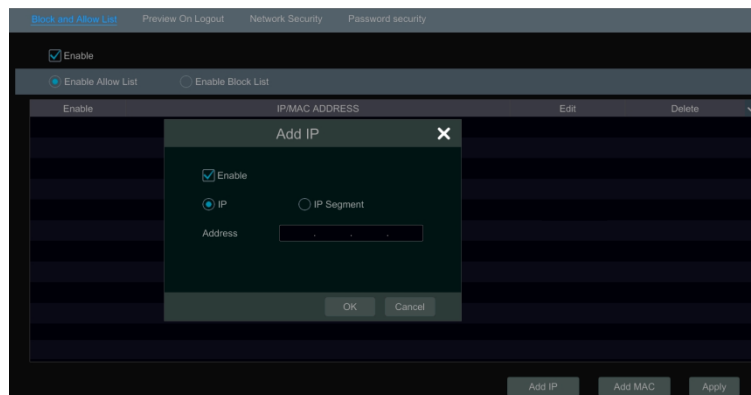 Block and Allow List Preview On Logout Network Security Password security
Enable
Enable Allow List Enable Block List
Enable IP/MAC ADDRESS Edit Delete
Add IP
Enable
IP IP Segment
Address . . .
OK Cancel
Add IP Add MAC Apply